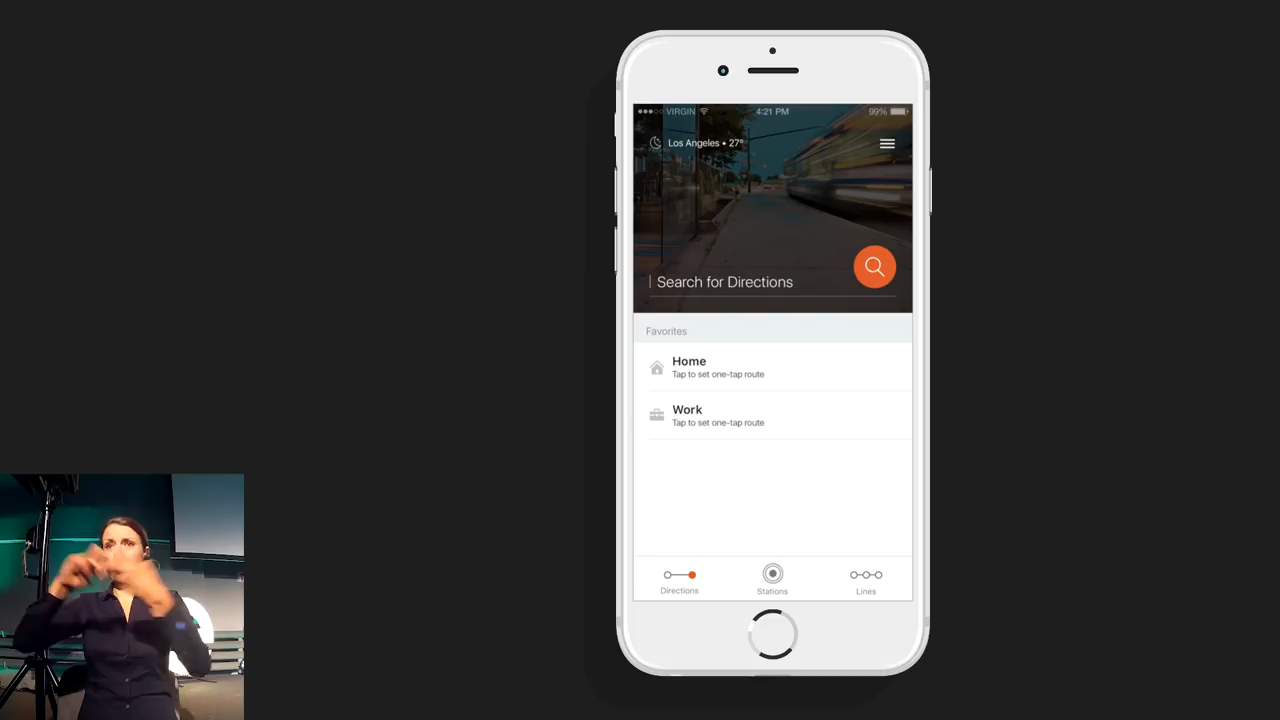 VIRGIN 4:21 PM 99%
Los Angeles • 27°
Search for Directions
Favorites
Home
Tap to set one-tap route
Work
Tap to set one-tap route
Directions Stations Lines